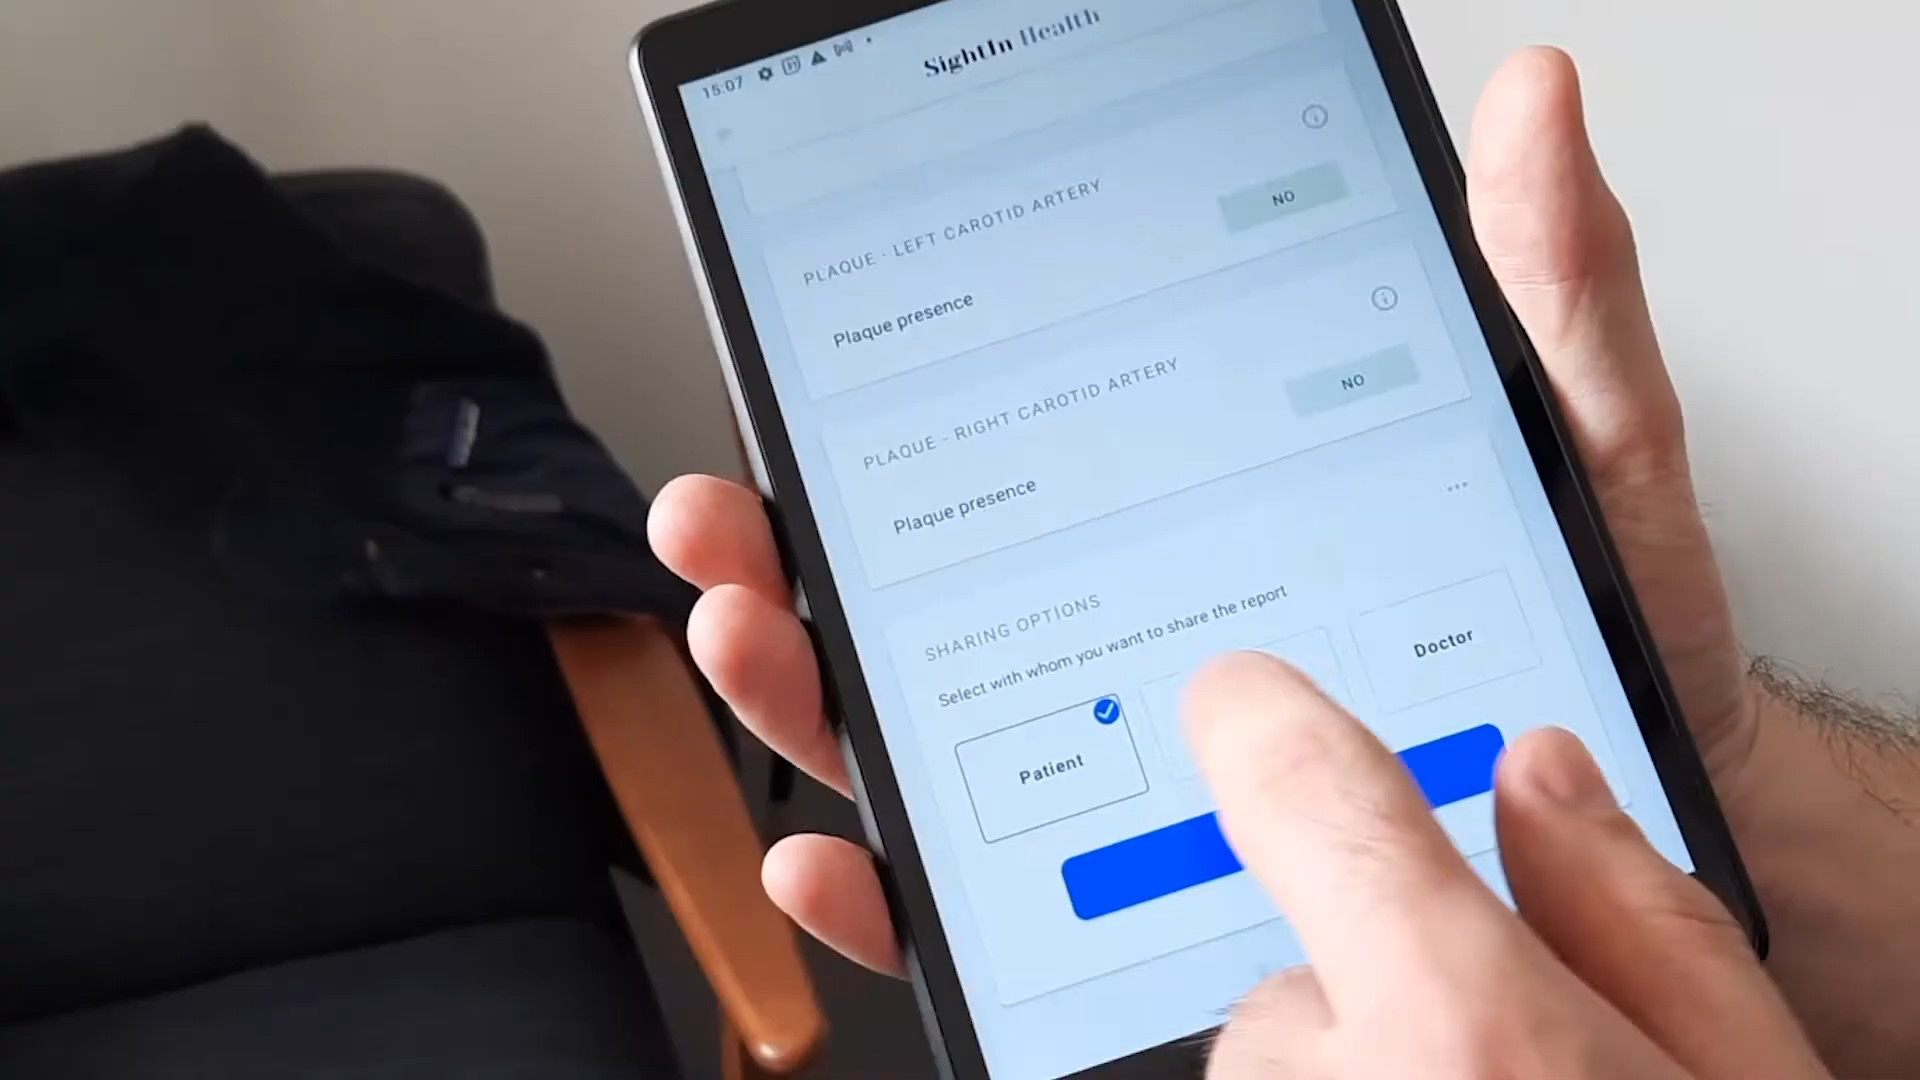 15:07
SightIn Health
PLAQUE - LEFT CAROTID ARTERY
Plaque presence
NO
PLAQUE - RIGHT CAROTID ARTERY
Plaque presence
NO
SHARING OPTIONS
Select with whom you want to share the report
Patient
Doctor